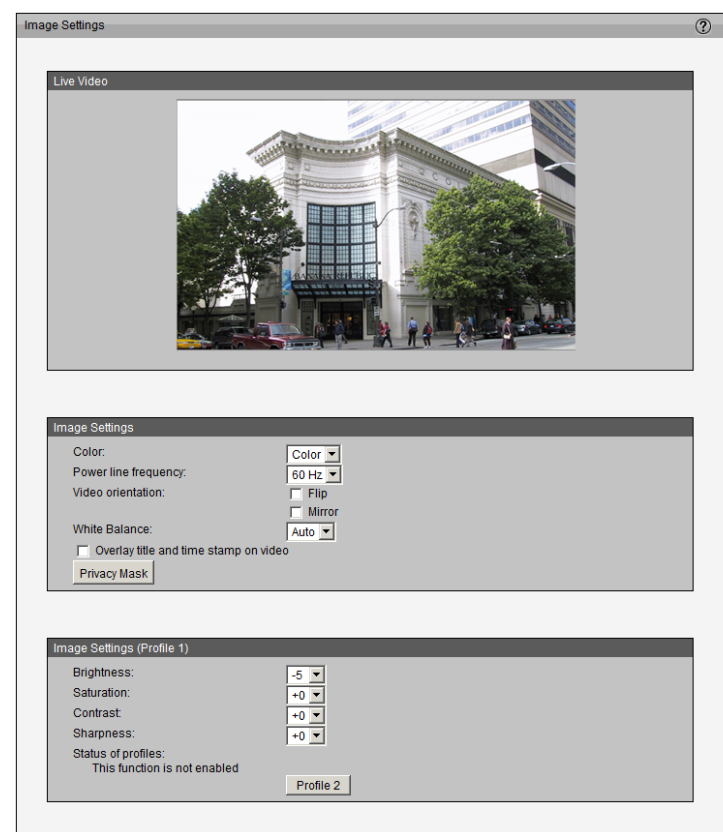 Image Settings ?
Live Video
Image Settings
Color: Color
Power line frequency: 60 Hz
Video orientation: Flip
Mirror
White Balance: Auto
Overlay title and time stamp on video
Privacy Mask
Image Settings (Profile 1)
Brightness: -5
Saturation: +0
Contrast: +0
Sharpness: +0
Status of profiles:
This function is not enabled
Profile 2